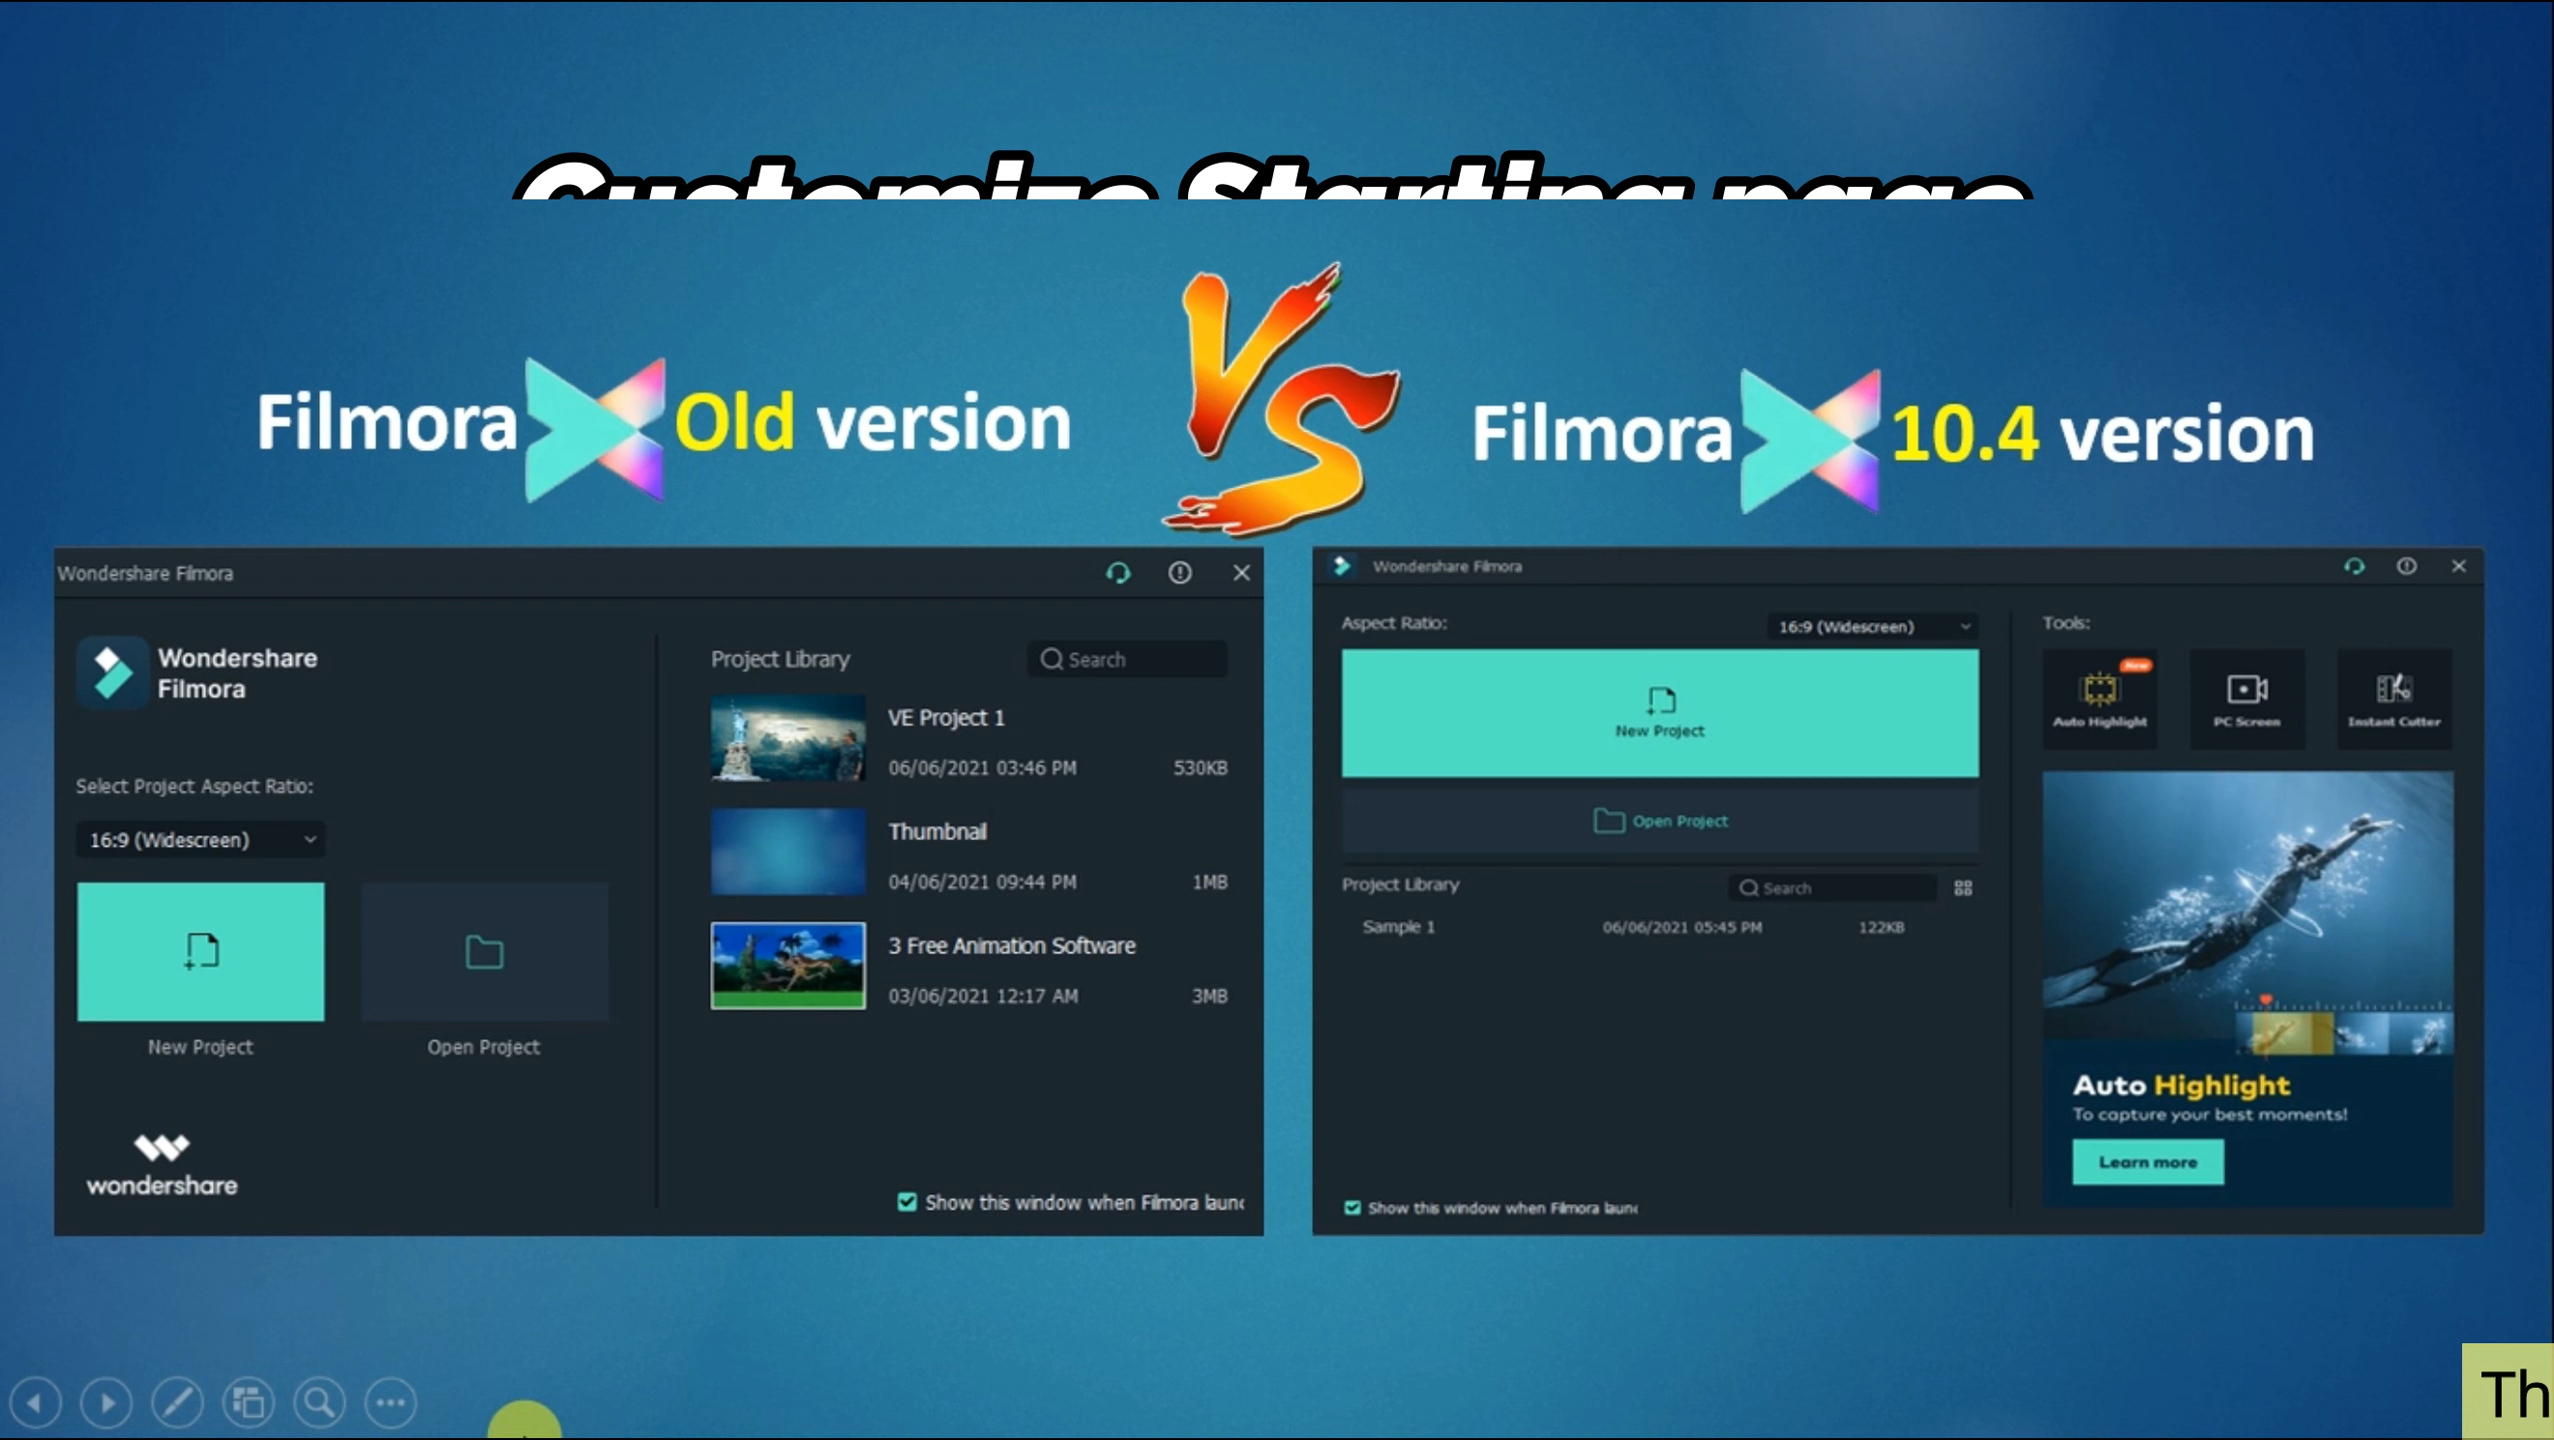 Customize Starting page
VS
Filmora Old version
Filmora 10.4 version
Wondershare Filmora
Wondershare
Filmora
Select Project Aspect Ratio:
16:9 (Widescreen)
New Project
Open Project
wondershare
Project Library
Search
VE Project 1
06/06/2021 03:46 PM 530KB
Thumbnail
04/06/2021 09:44 PM 1MB
3 Free Animation Software
03/06/2021 12:17 AM 3MB
Show this window when Filmora launc
Wondershare Filmora
Aspect Ratio:
16:9 (Widescreen)
New Project
Open Project
Project Library
Search
Sample 1 06/06/2021 05:45 PM 122KB
Show this window when Filmora launc
Tools:
New
Auto Highlight
PC Screen
Instant Cutter
Auto Highlight
To capture your best moments!
Learn more
Th